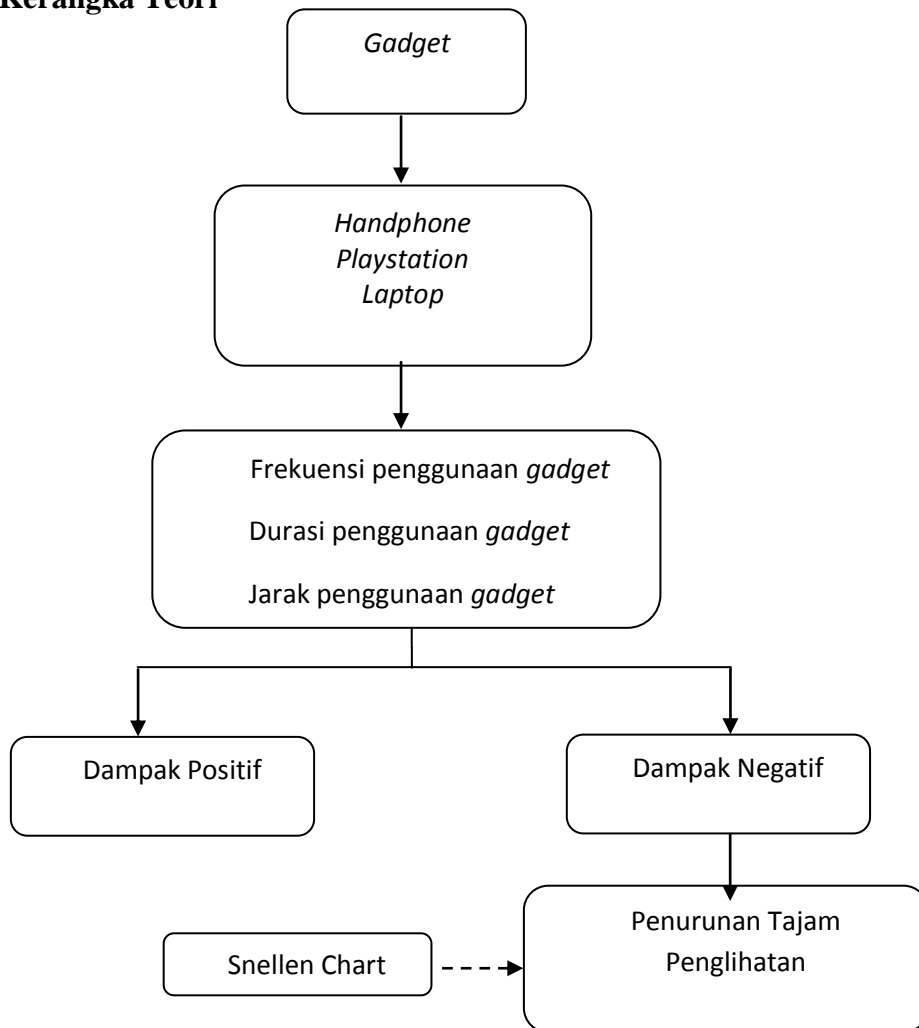 Kerangka Teori
Gadget
Handphone
Playstation
Laptop
Frekuensi penggunaan gadget
Durasi penggunaan gadget
Jarak penggunaan gadget
Dampak Positif
Dampak Negatif
Penurunan Tajam
Penglihatan
Snellen Chart